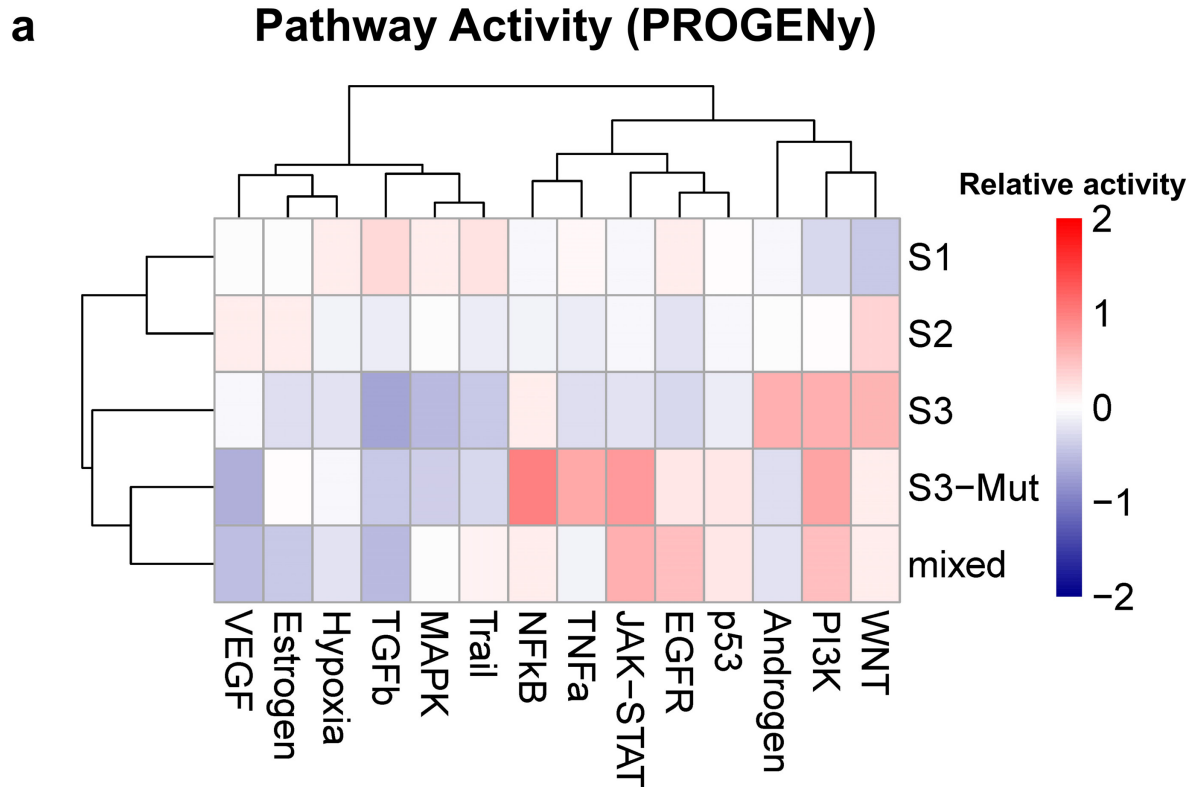 a
Pathway Activity (PROGENy)
Relative activity
2
1
0
−1
−2
S1
S2
S3
S3−Mut
mixed
VEGF
Estrogen
Hypoxia
TGFb
MAPK
Trail
NFkB
TNFa
JAK−STAT
EGFR
p53
Androgen
PI3K
WNT